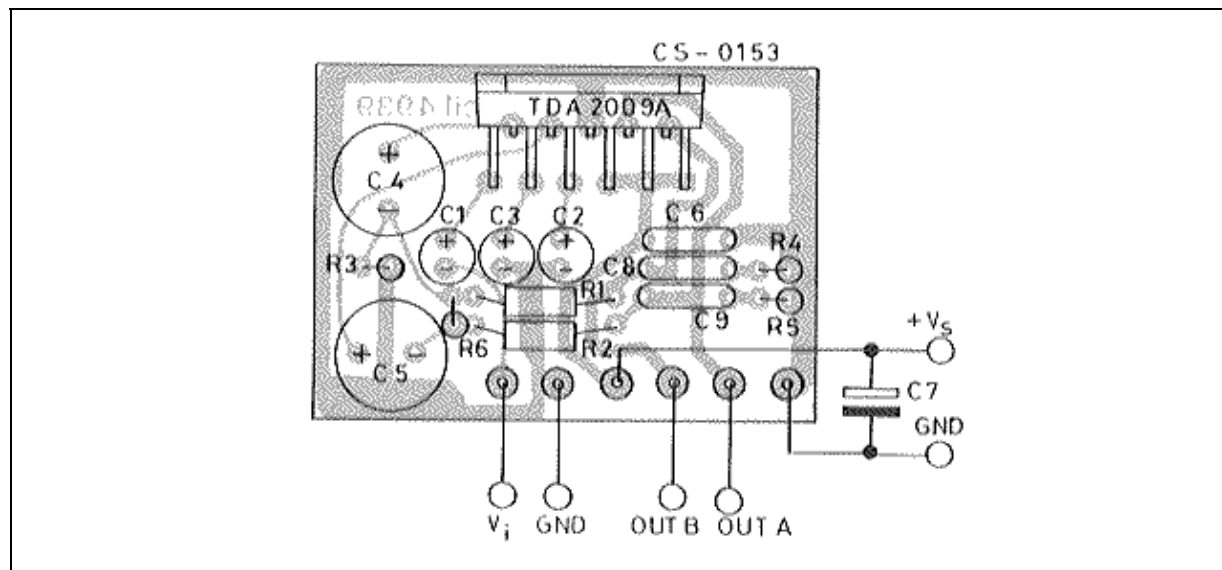 CS-0153
TDA 2009A
+
C4
-
C1 C3 C2 C6
+ + +
- - -
R3 C8 R4
R1
C9 R5
R6 R2
+ -
C5
+Vs
C7
GND
Vi GND OUT B OUT A